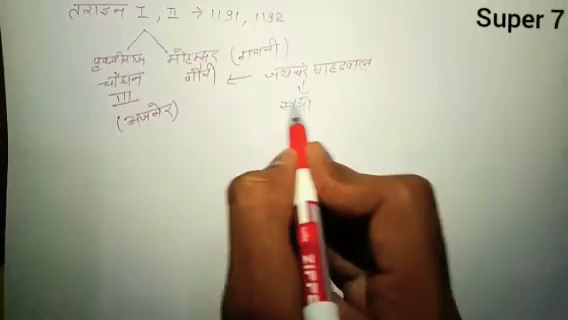 Super 7
तराइन I, II → 1191, 1192
पृथ्वीराज मोहम्मद (गजनी)
चौहान गौरी ← जयचंद गहड़वाल
III
(अजमेर)